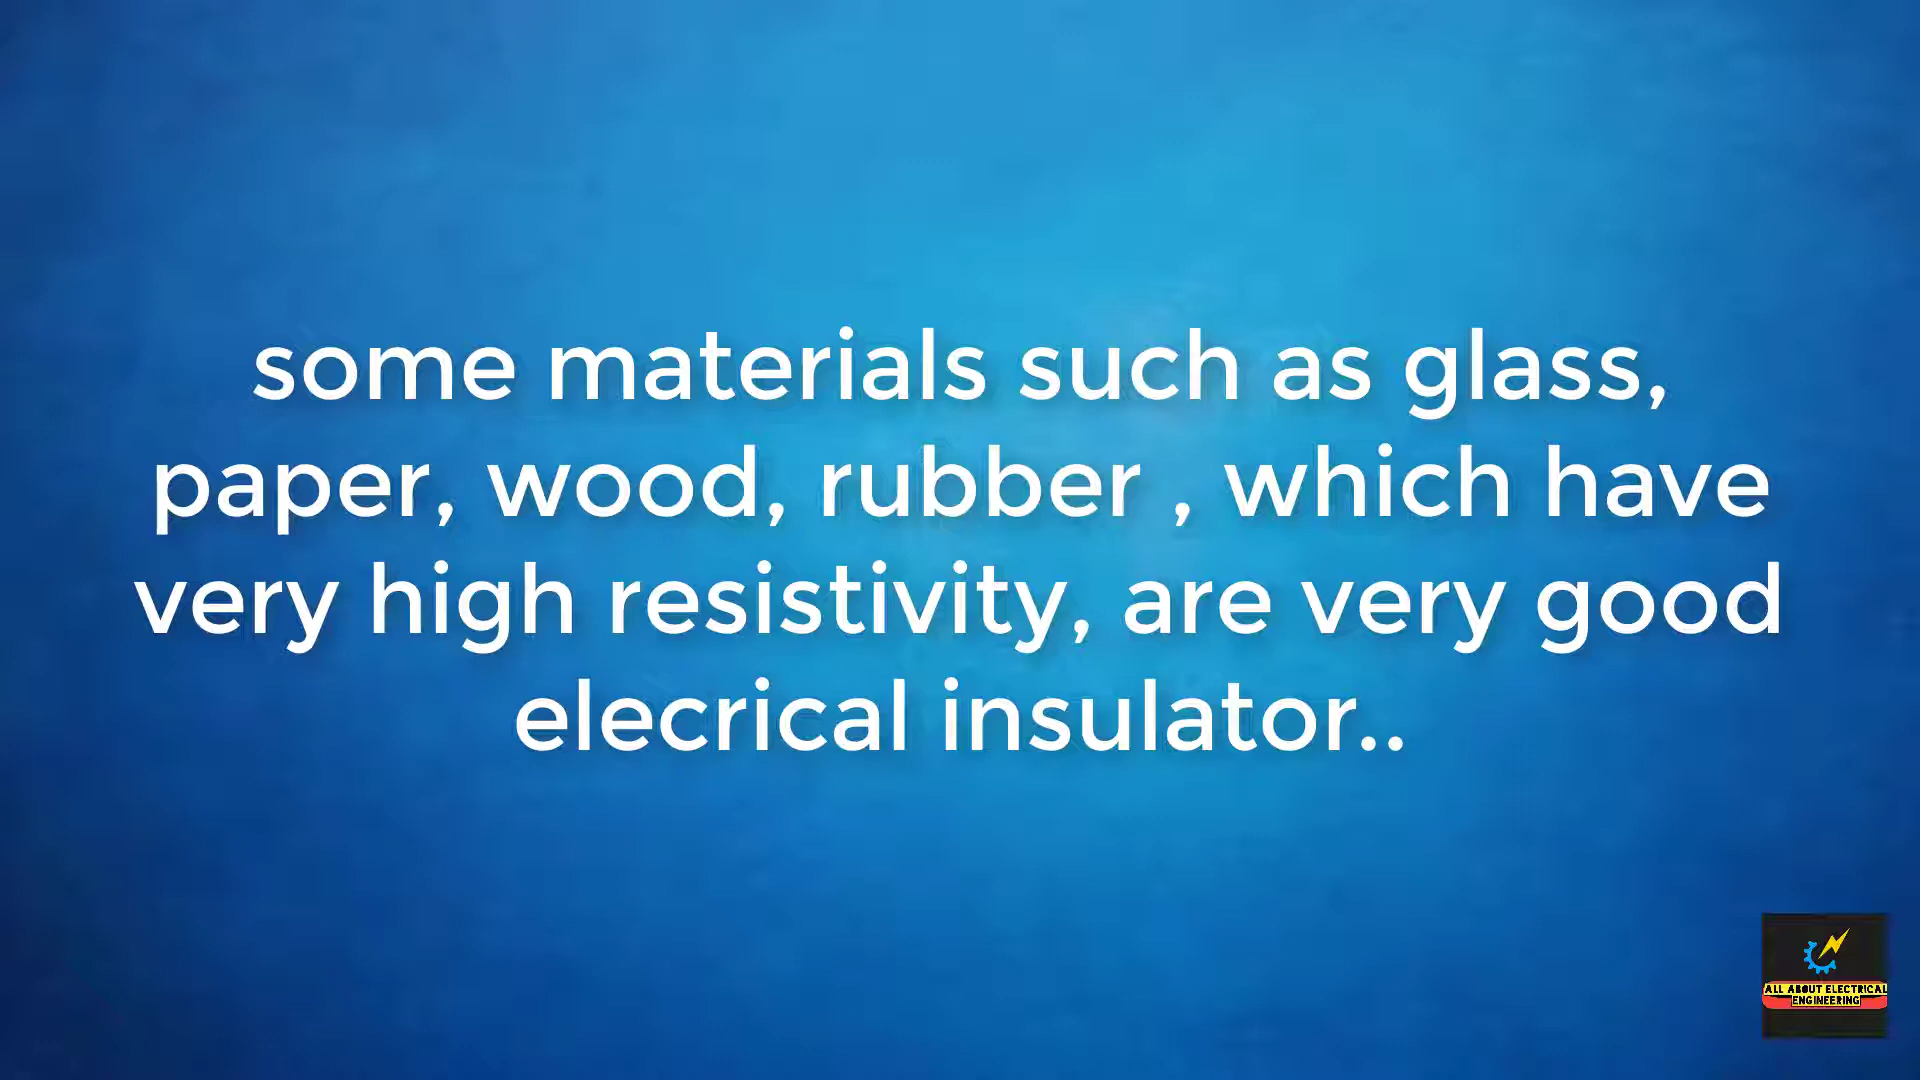 some materials such as glass,
paper, wood, rubber , which have
very high resistivity, are very good
elecrical insulator..
ALL ABOUT ELECTRICAL
ENGINEERING